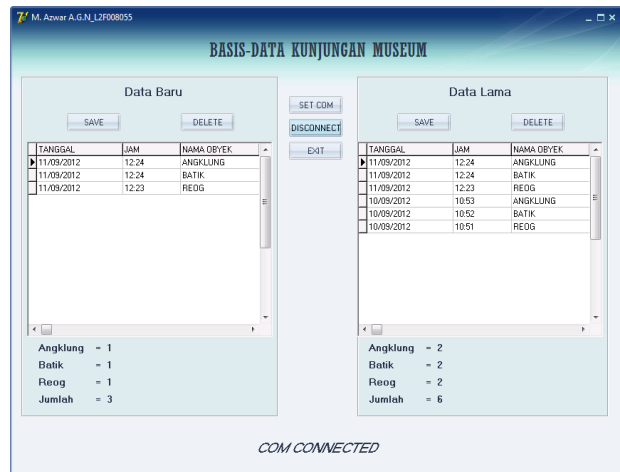 M. Azwar A.G.N_L2F008055
BASIS-DATA KUNJUNGAN MUSEUM
Data Baru
SAVE DELETE
TANGGAL JAM NAMA OBYEK
11/09/2012 12:24 ANGKLUNG
11/09/2012 12:24 BATIK
11/09/2012 12:23 REOG
Angklung = 1
Batik = 1
Reog = 1
Jumlah = 3
SET COM
DISCONNECT
EXIT
Data Lama
SAVE DELETE
TANGGAL JAM NAMA OBYEK
11/09/2012 12:24 ANGKLUNG
11/09/2012 12:24 BATIK
11/09/2012 12:23 REOG
10/09/2012 10:53 ANGKLUNG
10/09/2012 10:52 BATIK
10/09/2012 10:51 REOG
Angklung = 2
Batik = 2
Reog = 2
Jumlah = 6
COM CONNECTED